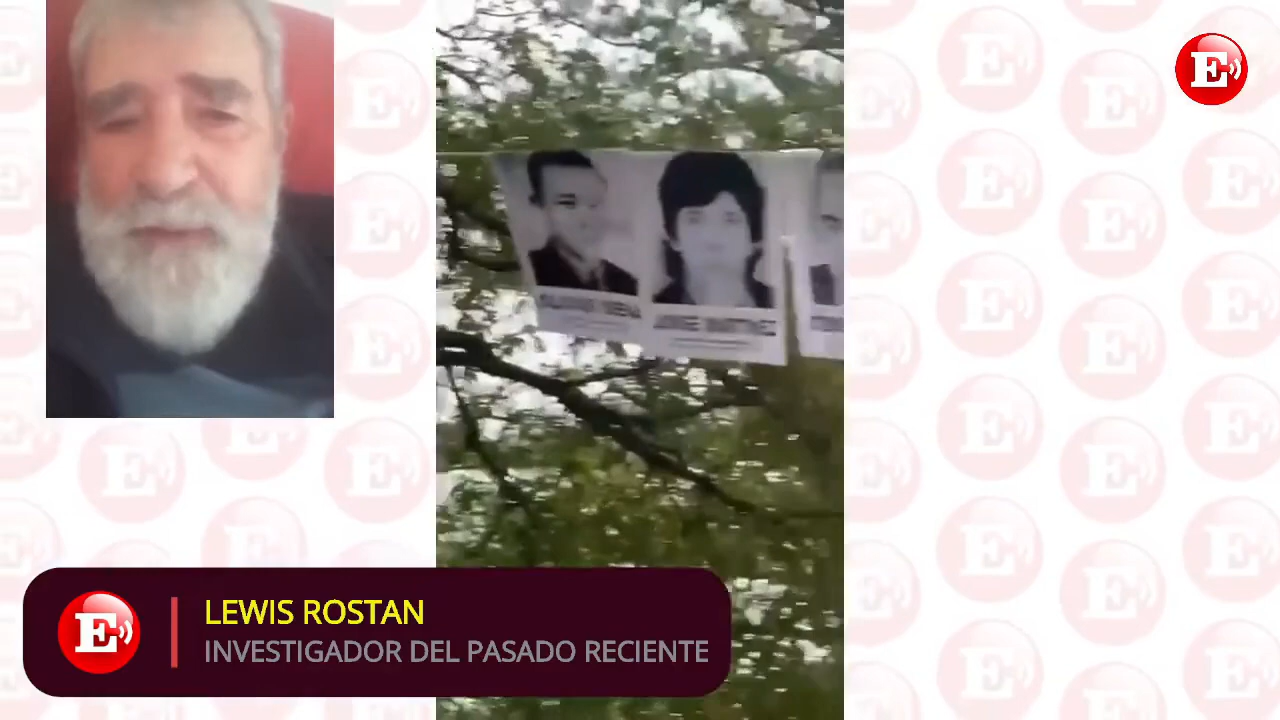 E
LEWIS ROSTAN
INVESTIGADOR DEL PASADO RECIENTE
E